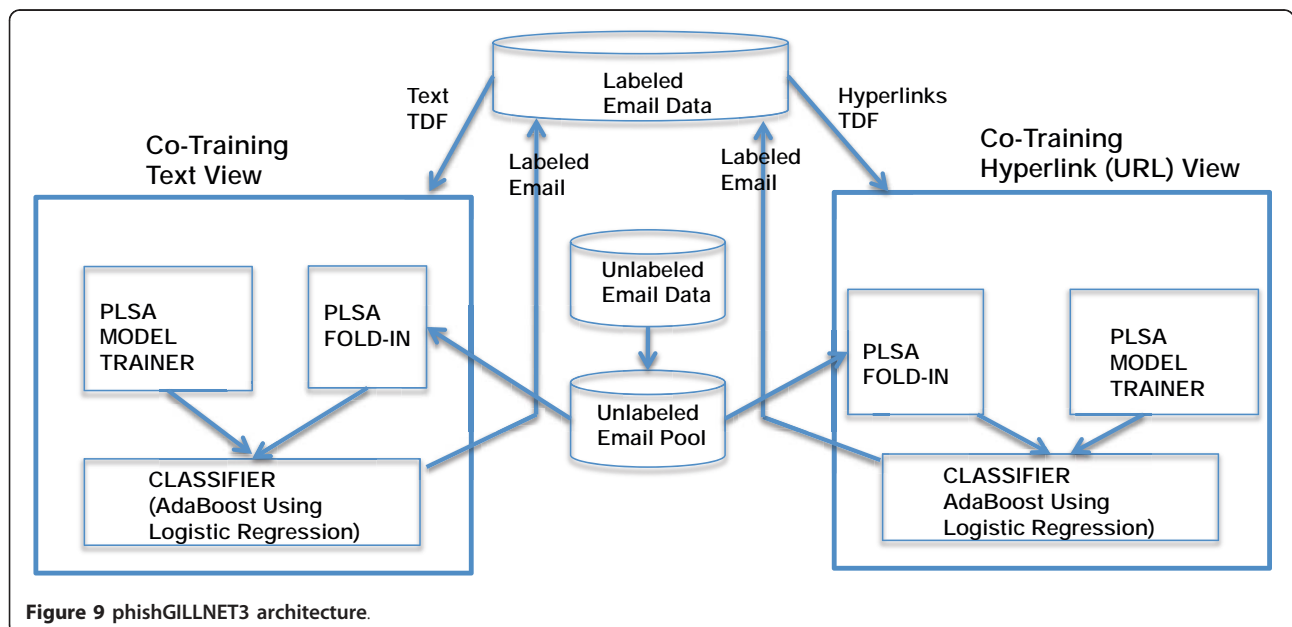 Labeled
Email Data
Text
TDF
Hyperlinks
TDF
Co-Training
Text View
Labeled
Email
Labeled
Email
Co-Training
Hyperlink (URL) View
Unlabeled
Email Data
PLSA
MODEL
TRAINER
PLSA
FOLD-IN
PLSA
FOLD-IN
PLSA
MODEL
TRAINER
Unlabeled
Email Pool
CLASSIFIER
(AdaBoost Using
Logistic Regression)
CLASSIFIER
AdaBoost Using
Logistic Regression)
Figure 9 phishGILLNET3 architecture.